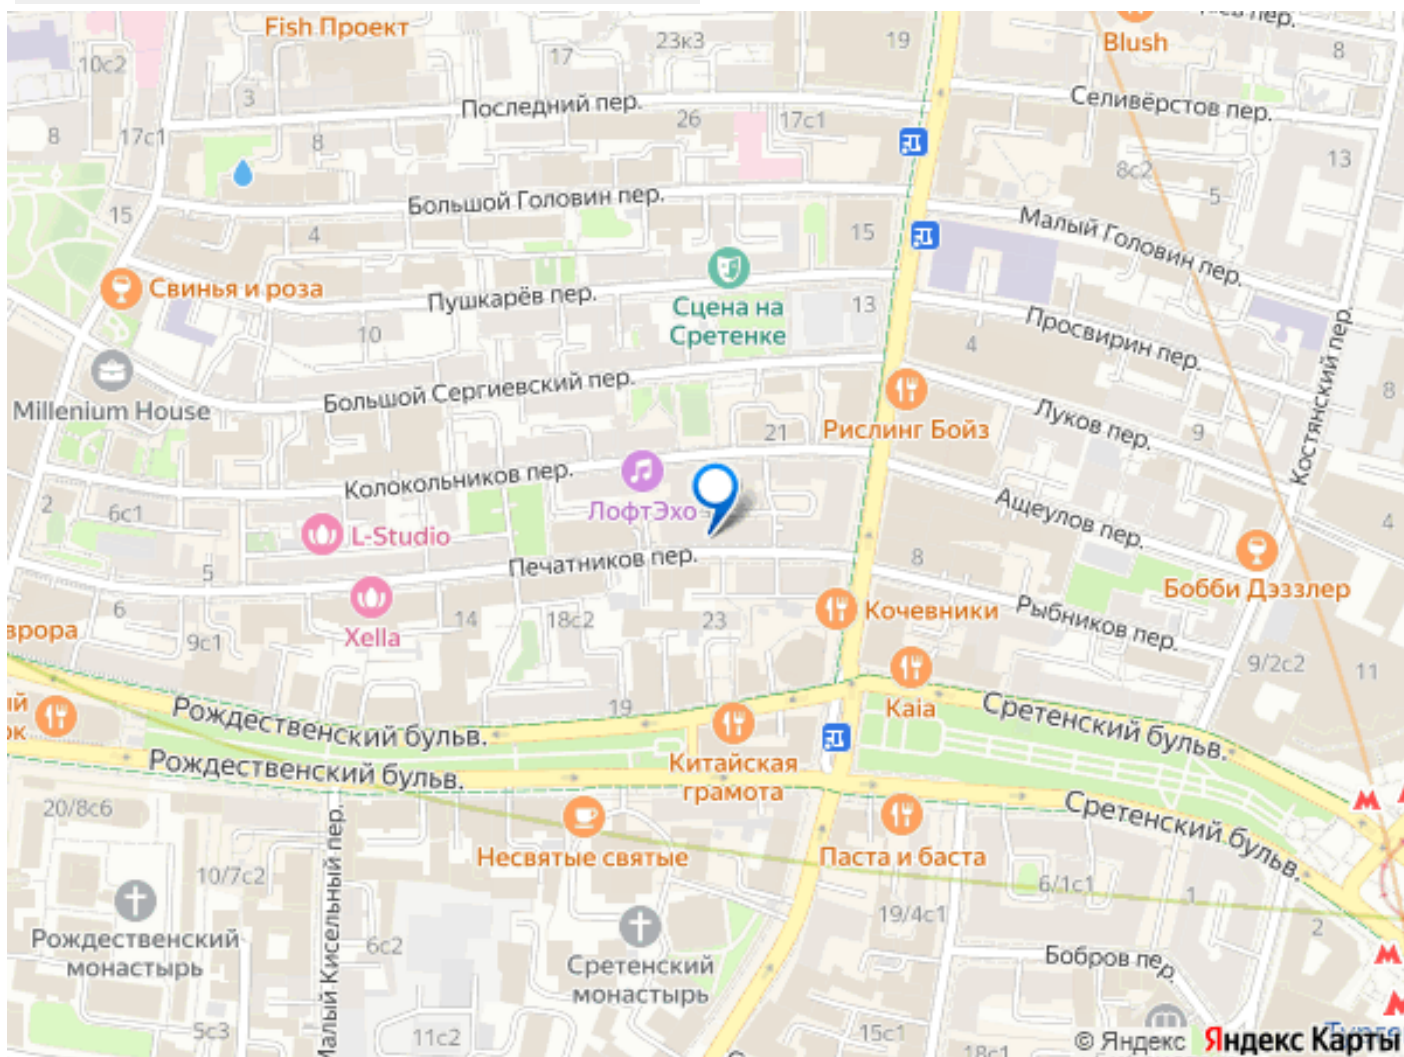 Fish Проект
23к3
19
Blush
8
17
10с2
3
Последний пер.
Селивёрстов пер.
26
17с1
8
17с1
8
13
8с2
5
Большой Головин пер.
15
4
15
Малый Головин пер.
Свинья и роза
Пушкарёв пер.
Сцена на
Сретенке
13
10
4
Просвирин пер.
Костянский пер.
Millenium House
Большой Сергиевский пер.
8
Рислинг Бойз
21
Луков пер.
9
Колокольников пер.
2
6с1
ЛофтЭхо
Ащеулов пер.
4
L-Studio
Печатников пер.
8
5
Бобби Дэззлер
6
Xella
14
18с2
23
Кочевники
Рыбников пер.
9с1
9/2с2
11
19
Kaia
Рождественский бульв.
Сретенский бульв.
Рождественский бульв.
Китайская
грамота
20/8с6
Малый Кисельный пер.
Сретенский бульв.
Несвятые святые
Паста и баста
10/7с2
6/1с1
1
19/4с1
2
Рождественский
монастырь
6с2
Сретенский
монастырь
Бобров пер.
5с3
11с2
15с1
18с1
© Яндекс Яндекс Карты